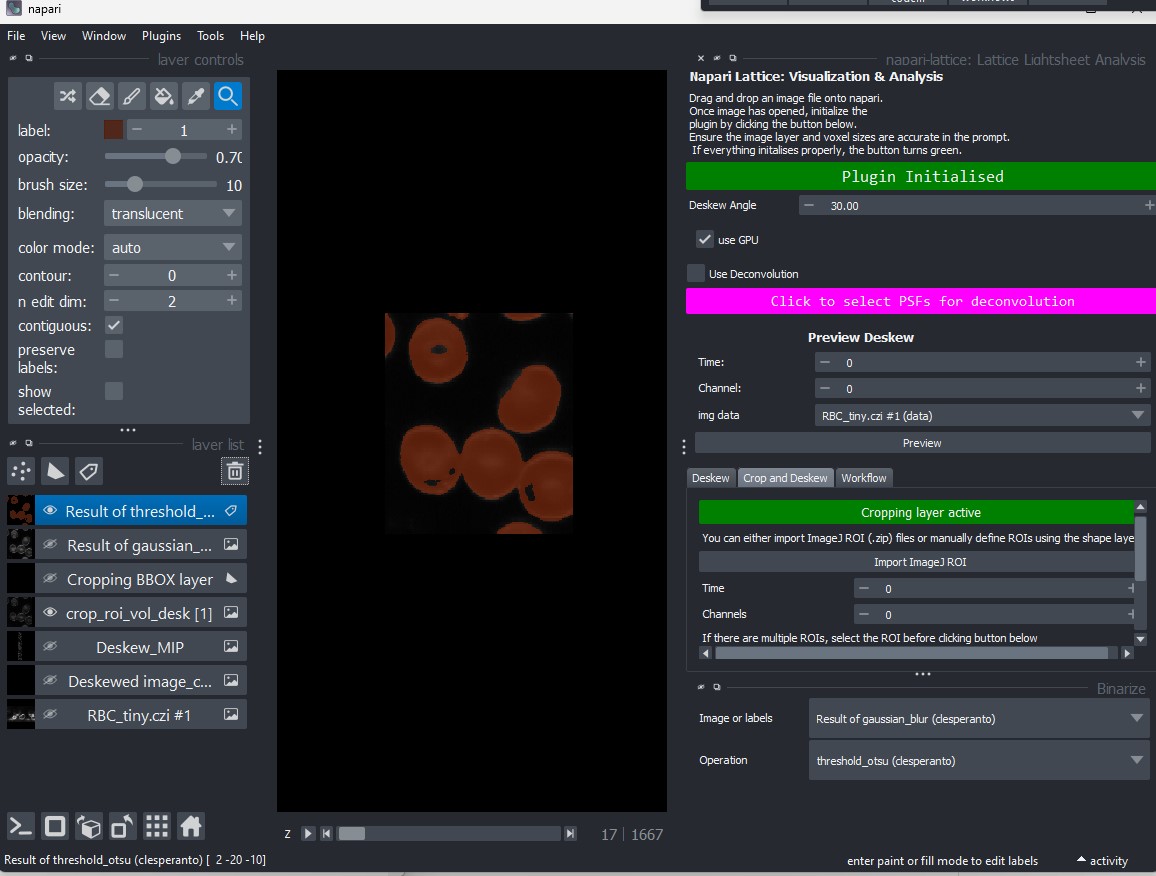 napari
File View Window Plugins Tools Help
layer controls
label: 1
opacity: 0.70
brush size: 10
blending: translucent
color mode: auto
contour: 0
n edit dim: 2
contiguous:
preserve
labels:
show
selected:
layer list
Result of threshold_...
Result of gaussian_...
Cropping BBOX layer
crop_roi_vol_desk [1]
Deskew_MIP
Deskewed image_c...
RBC_tiny.czi #1
Z 17 | 1667
napari-lattice: Lattice Lightsheet Analysis
Napari Lattice: Visualization & Analysis
Drag and drop an image file onto napari.
Once image has opened, initialize the
plugin by clicking the button below.
Ensure the image layer and voxel sizes are accurate in the prompt.
If everything initalises properly, the button turns green.
Plugin Initialised
Deskew Angle 30.00
use GPU
Use Deconvolution
Click to select PSFs for deconvolution
Preview Deskew
Time: 0
Channel: 0
img data RBC_tiny.czi #1 (data)
Preview
Deskew Crop and Deskew Workflow
Cropping layer active
You can either import ImageJ ROI (.zip) files or manually define ROIs using the shape laye
Import ImageJ ROI
Time 0
Channels 0
If there are multiple ROIs, select the ROI before clicking button below
Binarize
Image or labels Result of gaussian_blur (clesperanto)
Operation threshold_otsu (clesperanto)
Result of threshold_otsu (clesperanto) [ 2 -20 -10]
enter paint or fill mode to edit labels activity